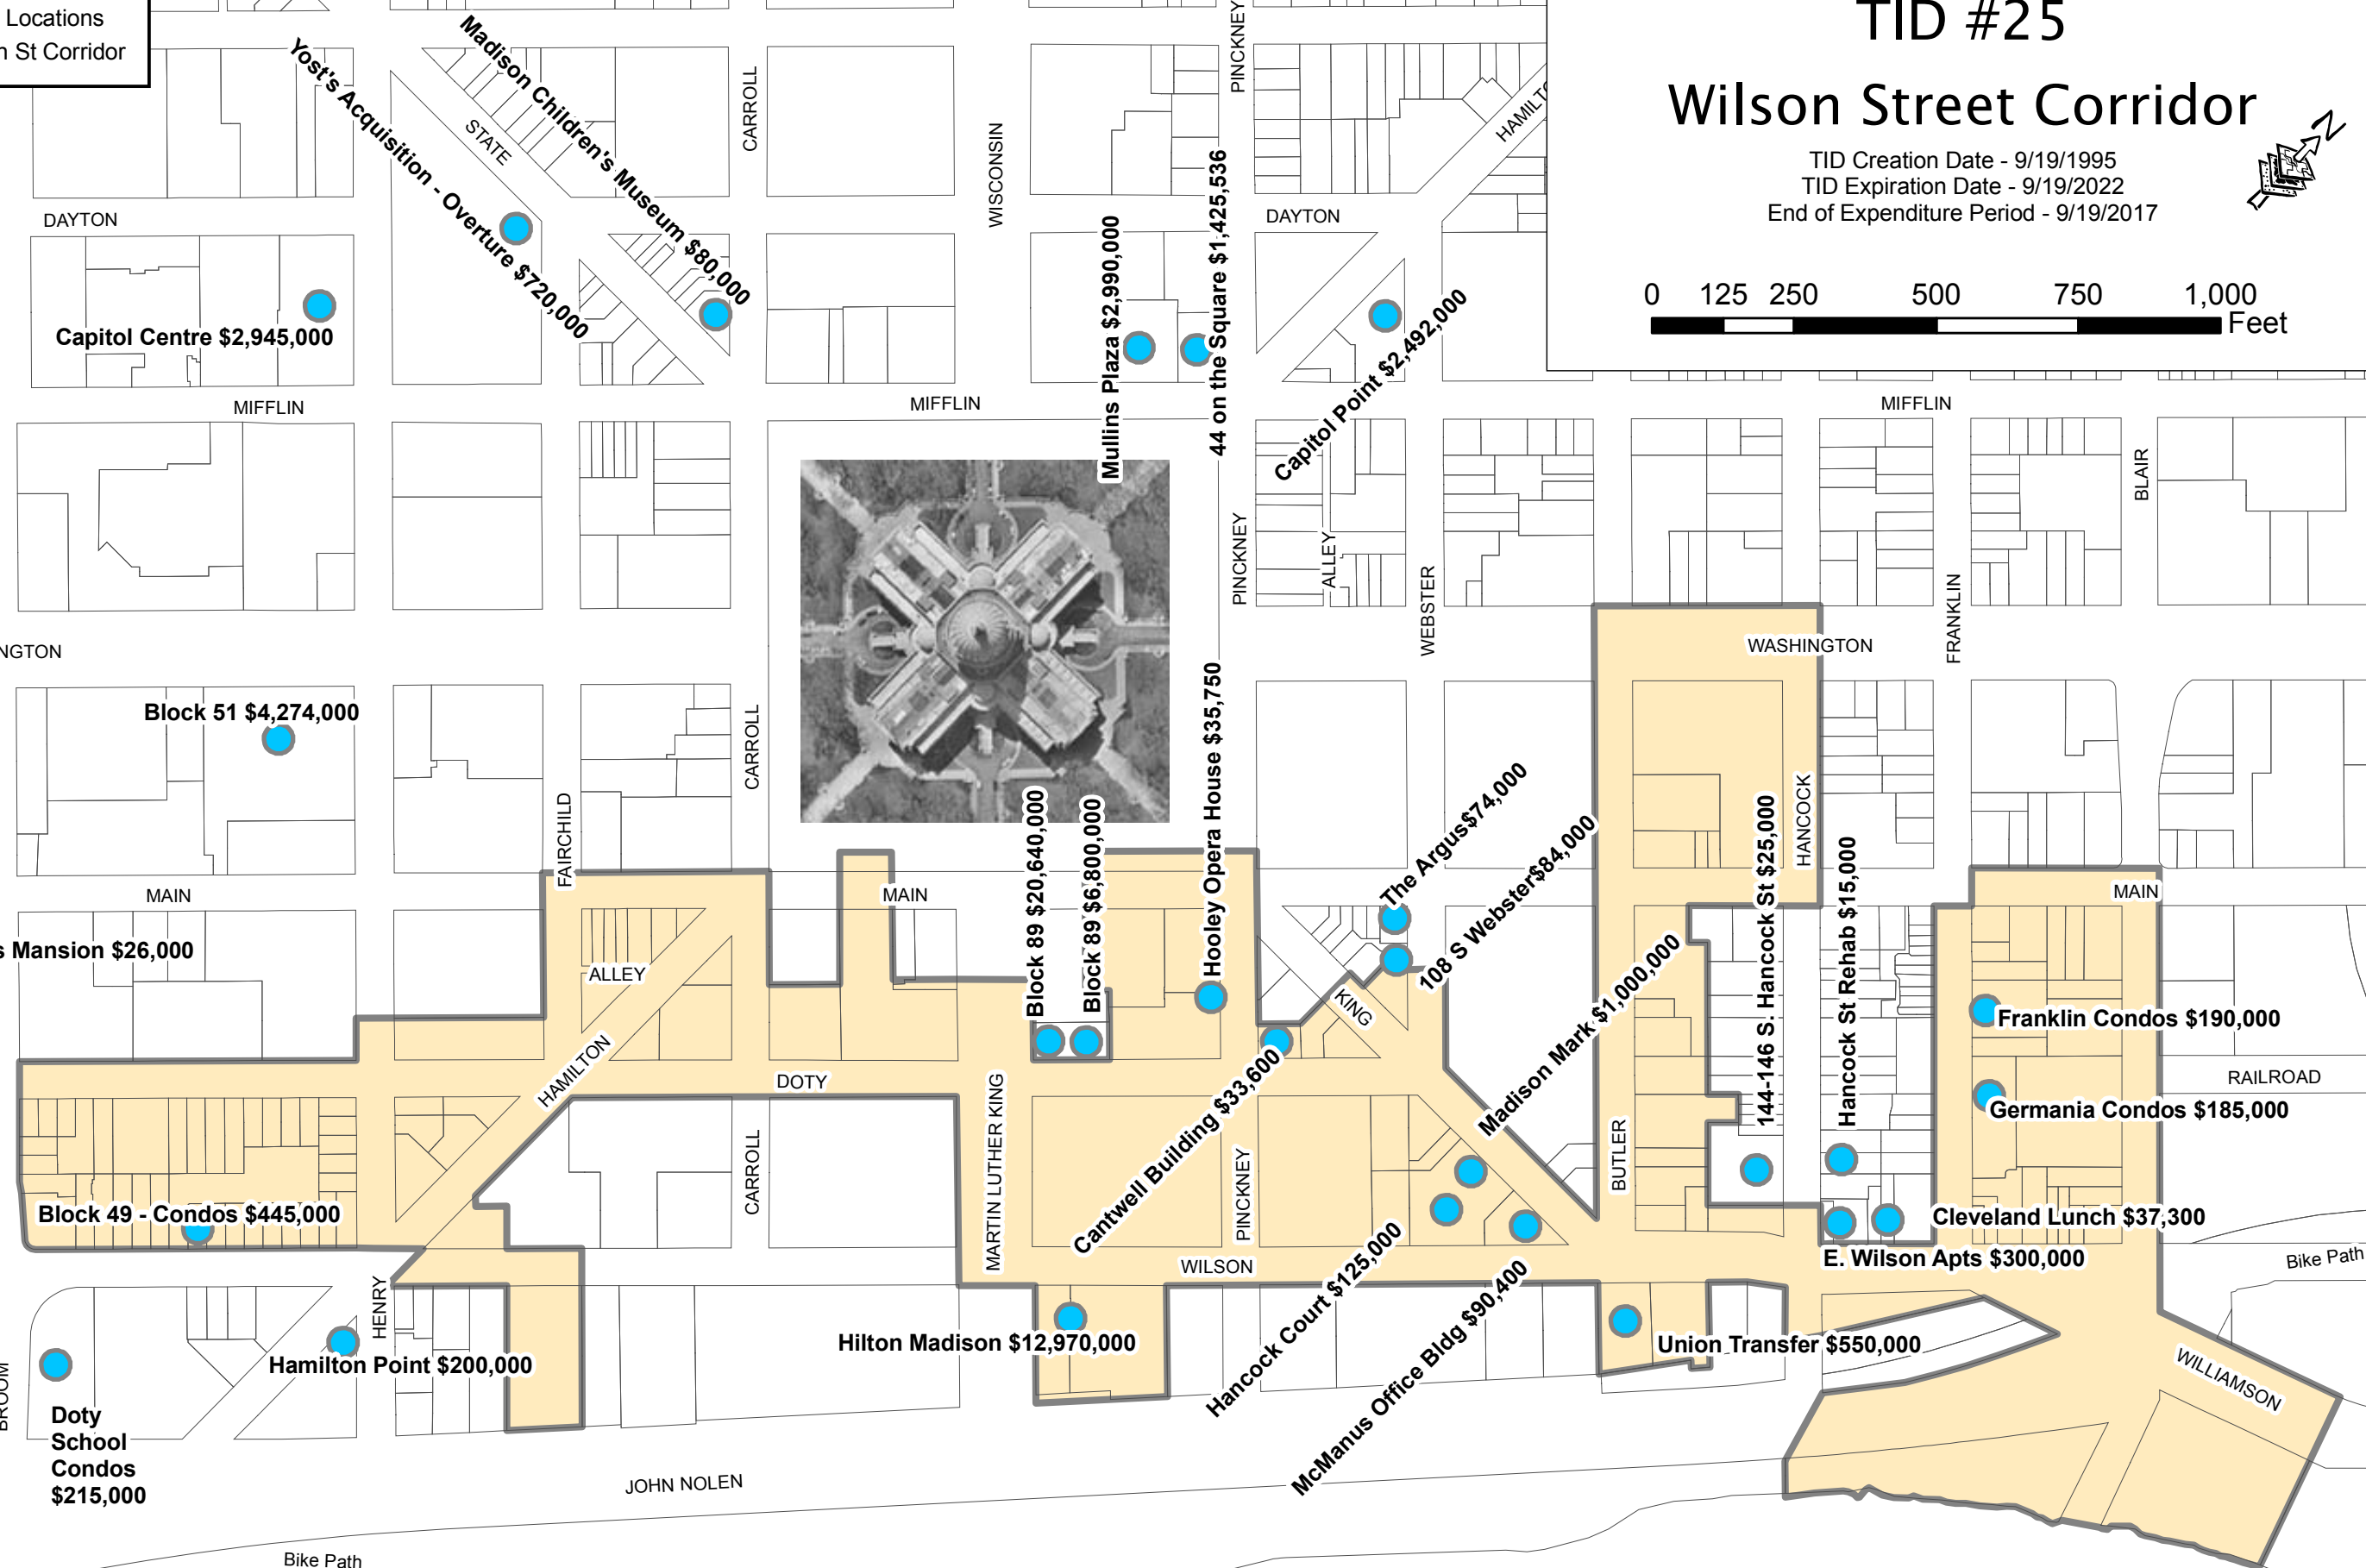 Locations
n St Corridor
TID #25
Wilson Street Corridor
TID Creation Date - 9/19/1995
TID Expiration Date - 9/19/2022
End of Expenditure Period - 9/19/2017
N
0 125 250 500 750 1,000
Feet
Yost's Acquisition - Overture $720,000
Madison Children's Museum $80,000
STATE
CARROLL
WISCONSIN
PINCKNEY
HAMILTO
DAYTON
DAYTON
Capitol Centre $2,945,000
Mullins Plaza $2,990,000
44 on the Square $1,425,536
Capitol Point $2,492,000
MIFFLIN
MIFFLIN
MIFFLIN
PINCKNEY
ALLEY
WEBSTER
FRANKLIN
BLAIR
NGTON
WASHINGTON
Block 51 $4,274,000
CARROLL
FAIRCHILD
Block 89 $20,640,000
Block 89 $6,800,000
Hooley Opera House $35,750
The Argus$74,000
108 S Webster$84,000
Madison Mark $1,000,000
144-146 S. Hancock St $25,000
HANCOCK
Hancock St Rehab $15,000
MAIN
MAIN
MAIN
s Mansion $26,000
ALLEY
KING
Franklin Condos $190,000
HAMILTON
DOTY
RAILROAD
Germania Condos $185,000
CARROLL
MARTIN LUTHER KING
Cantwell Building $33,600
PINCKNEY
BUTLER
Block 49 - Condos $445,000
Cleveland Lunch $37,300
E. Wilson Apts $300,000
WILSON
Bike Path
HENRY
Hancock Court $125,000
McManus Office Bldg $90,400
Hilton Madison $12,970,000
Union Transfer $550,000
Hamilton Point $200,000
WILLIAMSON
BROOM
Doty
School
Condos
$215,000
JOHN NOLEN
Bike Path